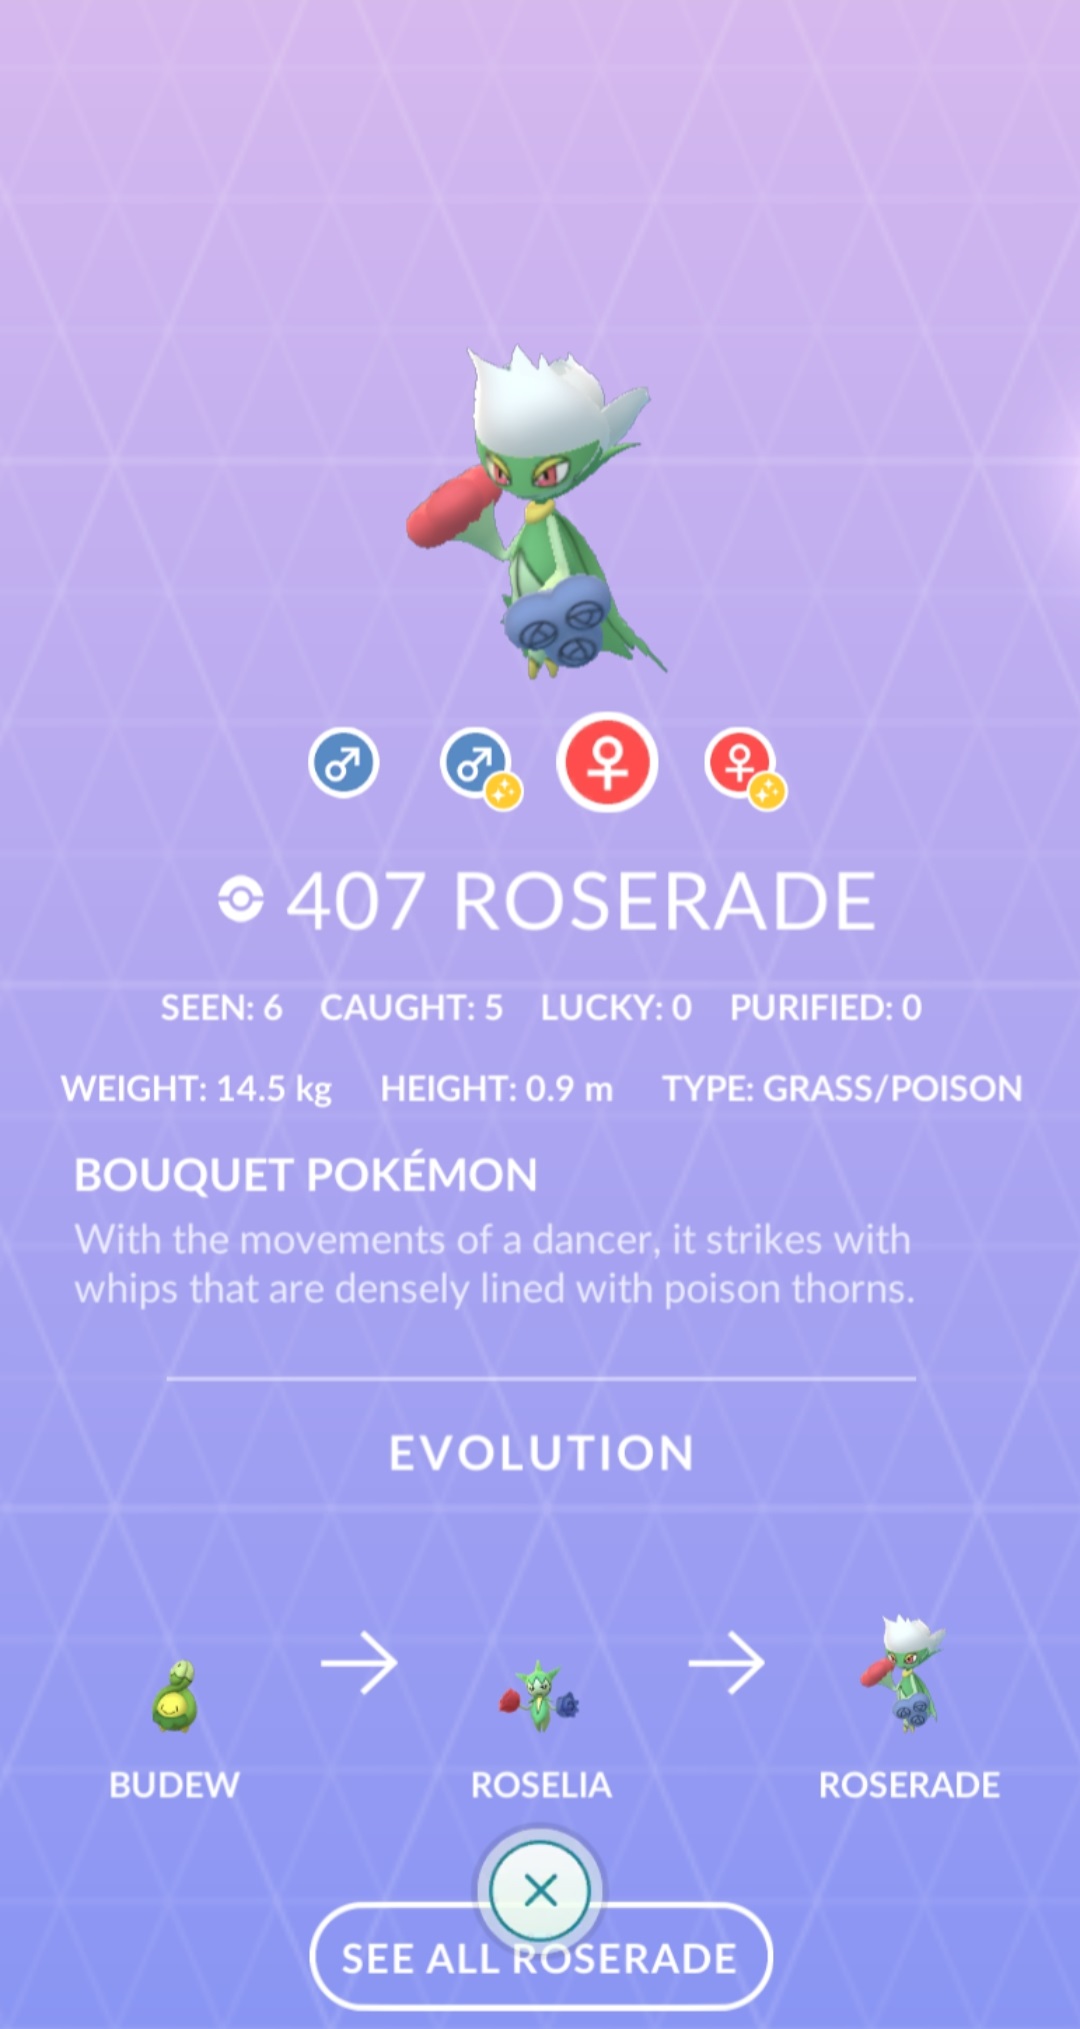 407 ROSERADE
SEEN: 6 CAUGHT: 5 LUCKY: 0 PURIFIED: 0
WEIGHT: 14.5 kg HEIGHT: 0.9 m TYPE: GRASS/POISON
BOUQUET POKÉMON
With the movements of a dancer, it strikes with
whips that are densely lined with poison thorns.
EVOLUTION
BUDEW ROSELIA ROSERADE
SEE ALL ROSERADE